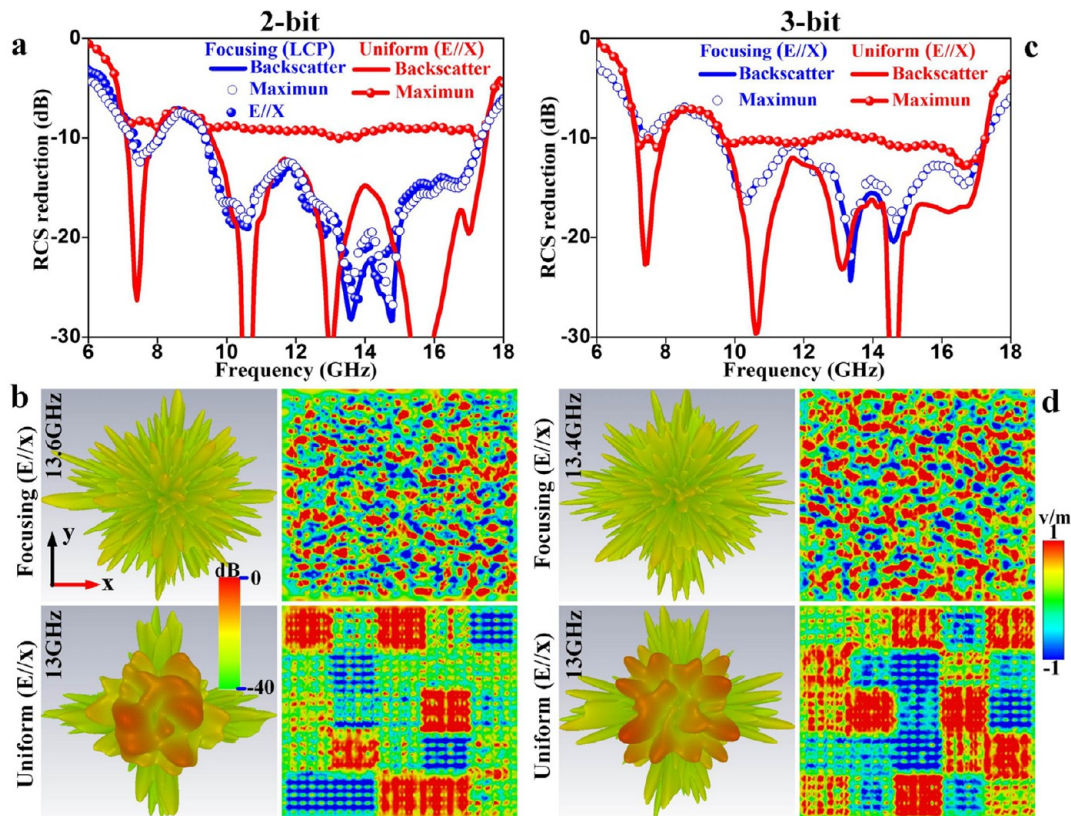 2-bit
a
0
-10
-20
-30
RCS reduction (dB)
Focusing (LCP)
Backscatter
Maximun
E//X
Uniform (E//X)
Backscatter
Maximun
6
8
10
12
14
16
18
Frequency (GHz)
3-bit
c
0
-10
-20
-30
RCS reduction (dB)
Focusing (E//X)
Backscatter
Maximun
Uniform (E//X)
Backscatter
Maximun
6
8
10
12
14
16
18
Frequency (GHz)
b
Focusing (E//X)
13.6GHz
y
x
dB
0
-40
Uniform (E//X)
13GHz
d
Focusing (E//X)
13.4GHz
v/m
1
-1
Uniform (E//X)
13GHz